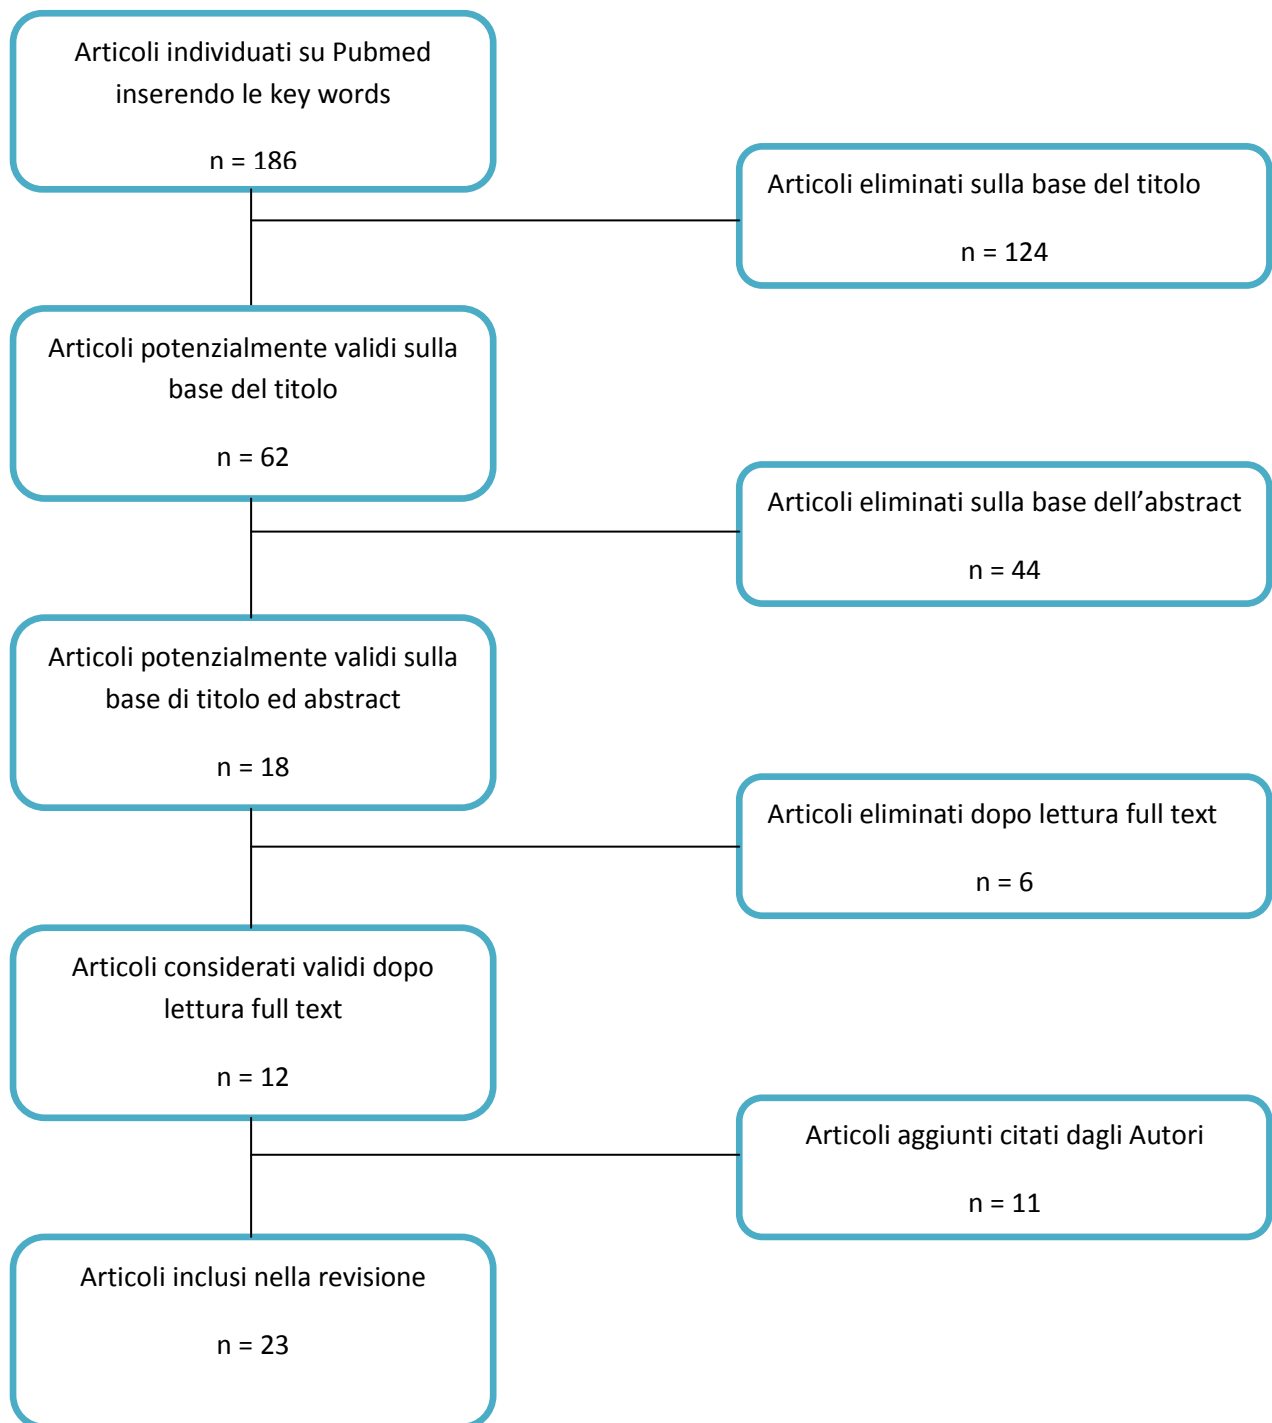 Articoli individuati su Pubmed
inserendo le key words
n = 186
Articoli eliminati sulla base del titolo
n = 124
Articoli potenzialmente validi sulla
base del titolo
n = 62
Articoli eliminati sulla base dell’abstract
n = 44
Articoli potenzialmente validi sulla
base di titolo ed abstract
n = 18
Articoli eliminati dopo lettura full text
n = 6
Articoli considerati validi dopo
lettura full text
n = 12
Articoli aggiunti citati dagli Autori
n = 11
Articoli inclusi nella revisione
n = 23